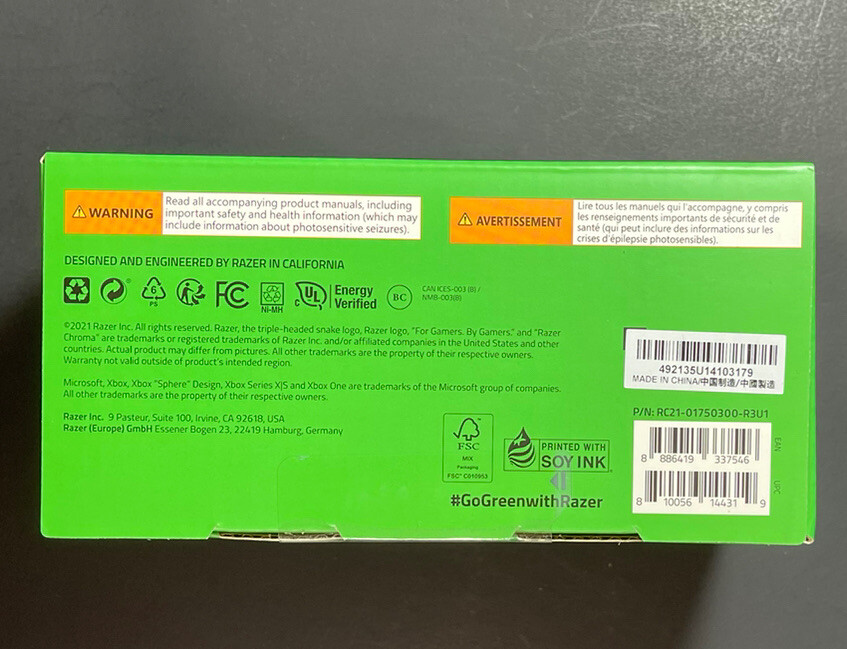 WARNING
Read all accompanying product manuals, including
important safety and health information (which may
include information about photosensitive seizures).
AVERTISSEMENT
Lire tous les manuels qui l'accompagne, y compris
les renseignements importants de sécurité et de
santé (qui peut inclure des informations sur les
crises d'épilepsie photosensibles).
DESIGNED AND ENGINEERED BY RAZER IN CALIFORNIA
6
PS
FC
Ni-MH
UL
Energy
Verified
BC
CAN ICES-003 (B) /
NMB-003(B)
©2021 Razer Inc. All rights reserved. Razer, the triple-headed snake logo, Razer logo, "For Gamers. By Gamers." and "Razer
Chroma" are trademarks or registered trademarks of Razer Inc. and/or affiliated companies in the United States and other
countries. Actual product may differ from pictures. All other trademarks are the property of their respective owners.
Warranty not valid outside of product's intended region.
Microsoft, Xbox, Xbox "Sphere" Design, Xbox Series X|S and Xbox One are trademarks of the Microsoft group of companies.
All other trademarks are the property of their respective owners.
Razer Inc. 9 Pasteur, Suite 100, Irvine, CA 92618, USA
Razer (Europe) GmbH Essener Bogen 23, 22419 Hamburg, Germany
FSC
MIX
Packaging
FSC™ C010953
PRINTED WITH
SOY INK
#GoGreenwithRazer
492135U14103179
MADE IN CHINA/中国制造/中國製造
P/N: RC21-01750300-R3U1
8 886419 337546
EAN
8 10056 14431 9
UPC